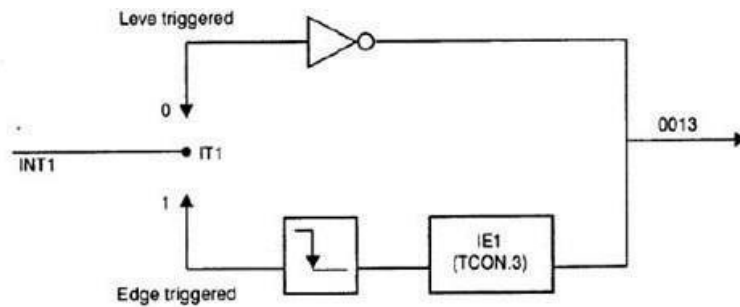 Leve triggered
0
0013
INT1
IT1
1
IE1
(TCON.3)
Edge triggered